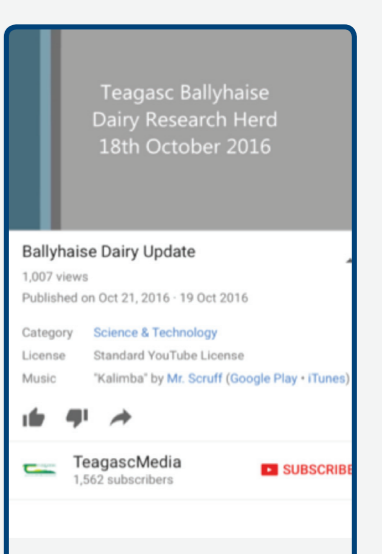 Teagasc Ballyhaise
Dairy Research Herd
18th October 2016
Ballyhaise Dairy Update
1,007 views
Published on Oct 21, 2016 · 19 Oct 2016
Category Science & Technology
License Standard YouTube License
Music "Kalimba" by Mr. Scruff (Google Play • iTunes)
TeagascMedia
1,562 subscribers
SUBSCRIBE